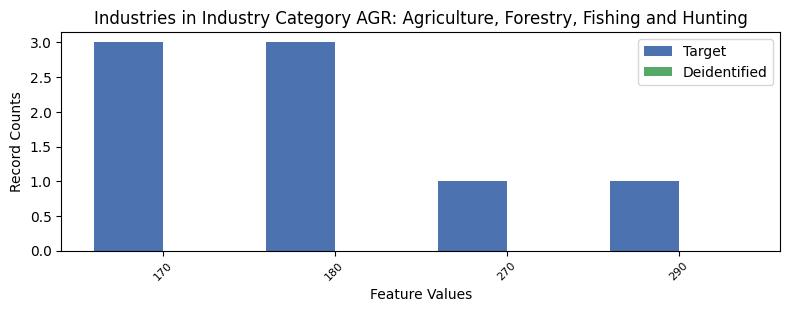 Industries in Industry Category AGR: Agriculture, Forestry, Fishing and Hunting
Target
Deidentified
Record Counts
3.0
2.5
2.0
1.5
1.0
0.5
0.0
170
180
270
290
Feature Values